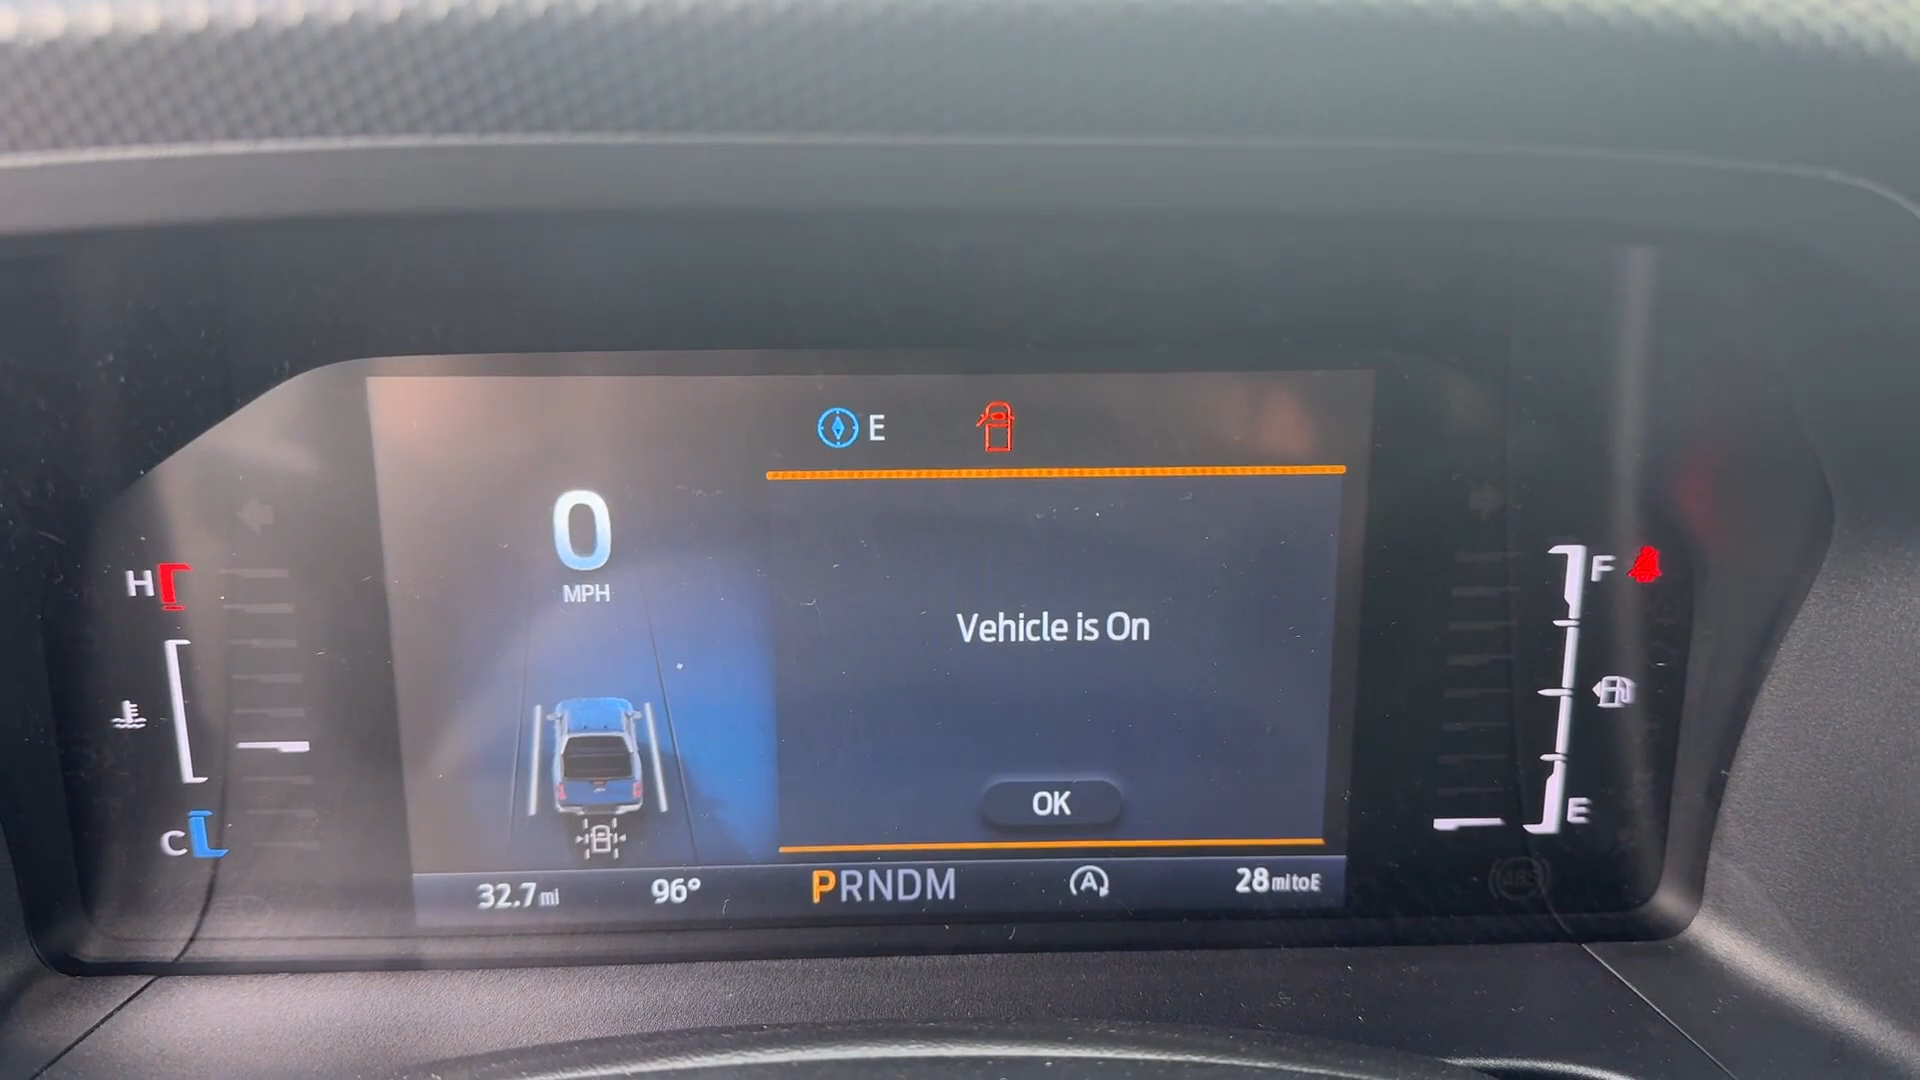 E
0
MPH
H
F
Vehicle is On
C
E
OK
32.7 mi 96° PRNDM A 28 mi to E
ABS